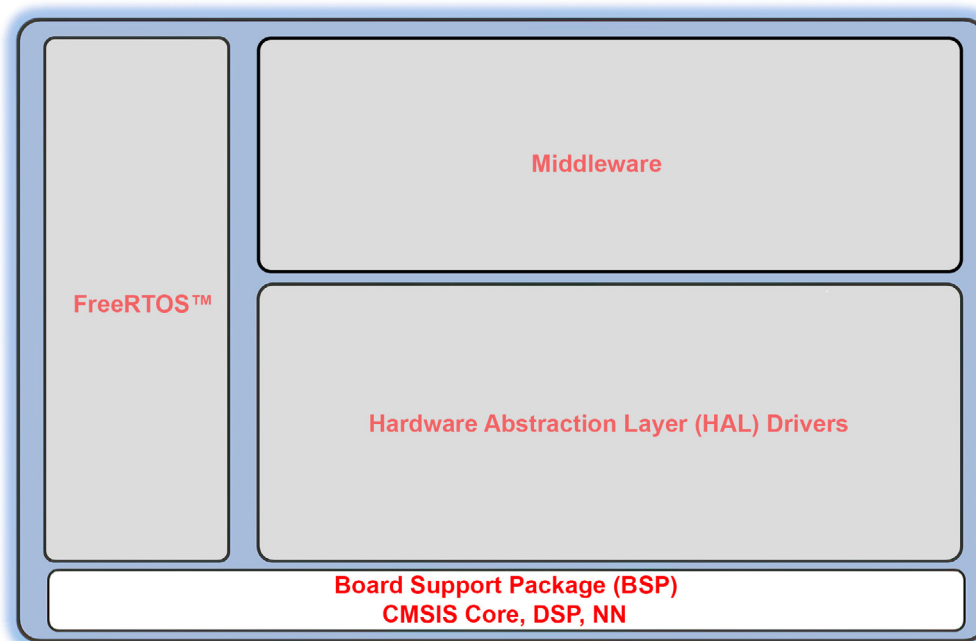 Middleware
FreeRTOS™
Hardware Abstraction Layer (HAL) Drivers
Board Support Package (BSP)
CMSIS Core, DSP, NN